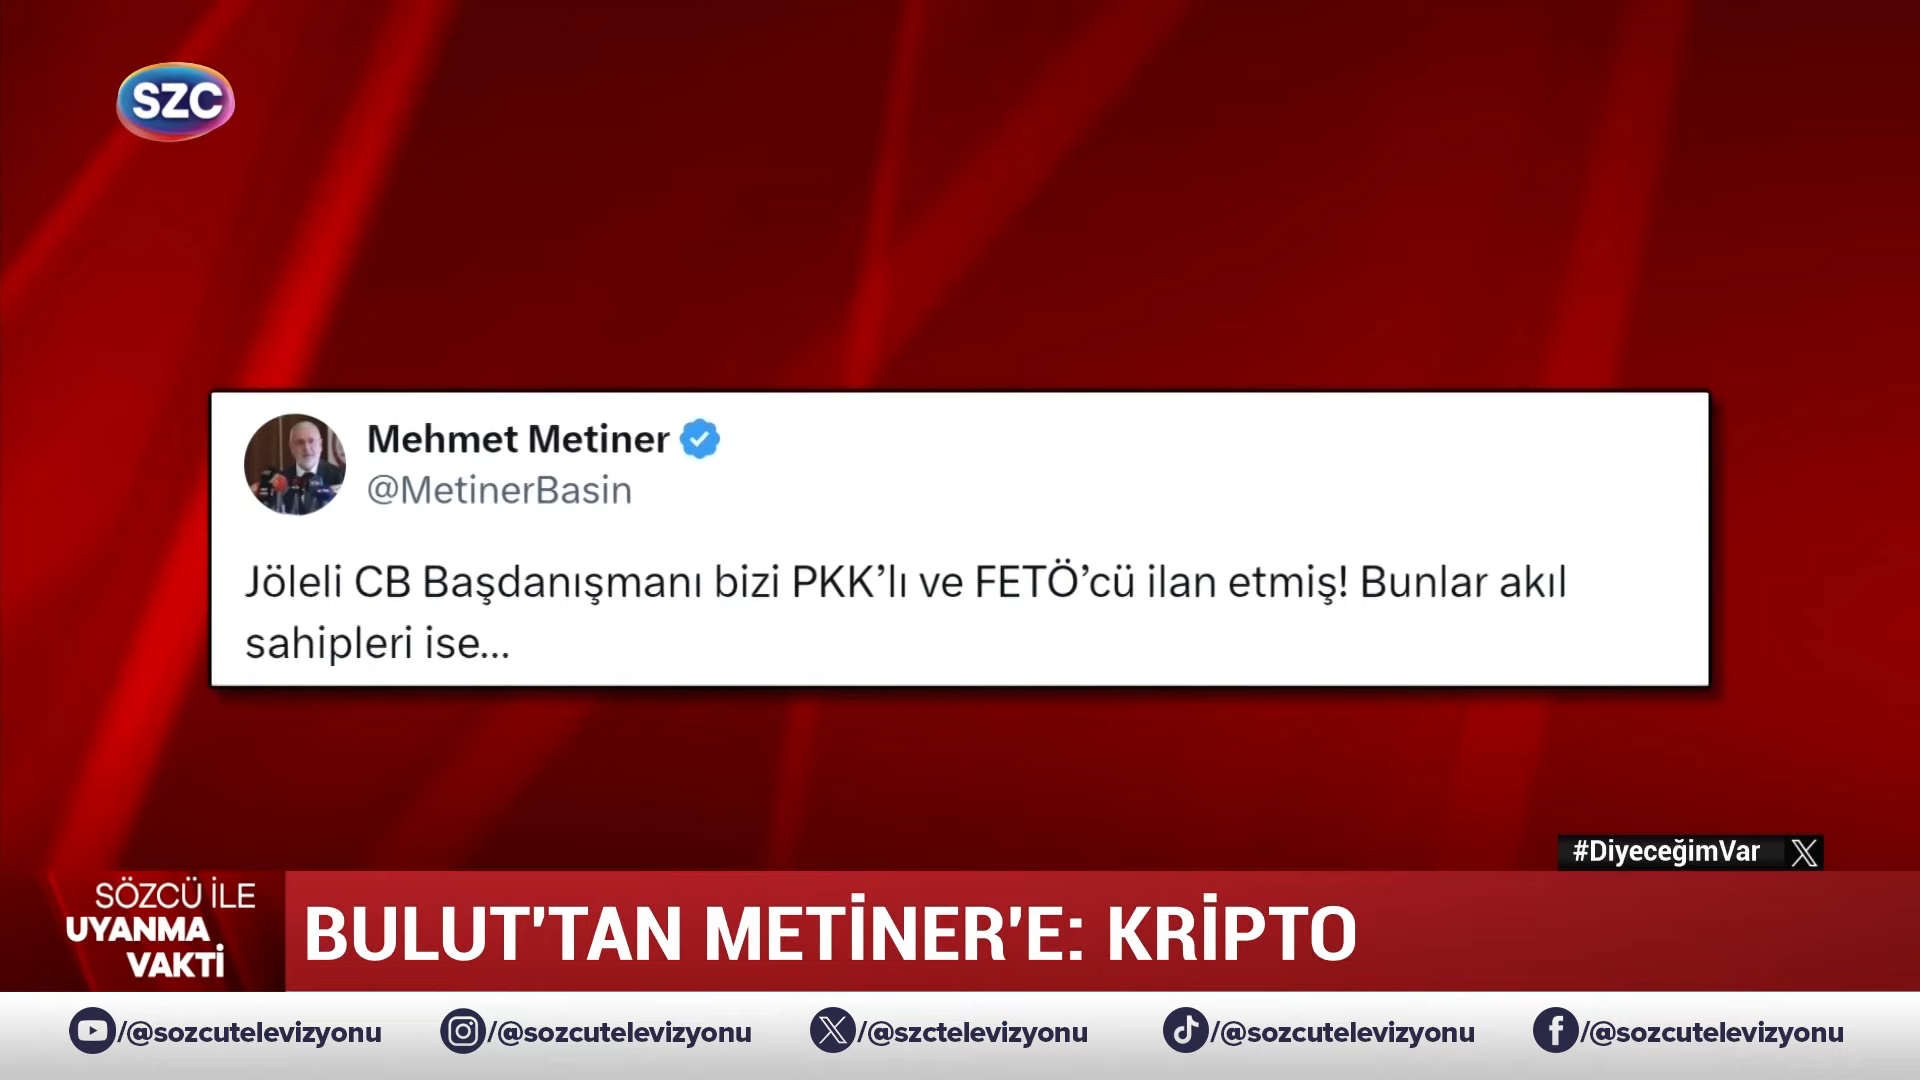 SZC
Mehmet Metiner
@MetinerBasin
Jöleli CB Başdanışmanı bizi PKK’lı ve FETÖ’cü ilan etmiş! Bunlar akıl
sahipleri ise...
#DiyeceğimVar X
SÖZCÜ İLE
UYANMA
VAKTİ
BULUT'TAN METİNER'E: KRİPTO
/@sozcutelevizyonu /@sozcutelevizyonu /@szctelevizyonu /@sozcutelevizyonu /@sozcutelevizyonu